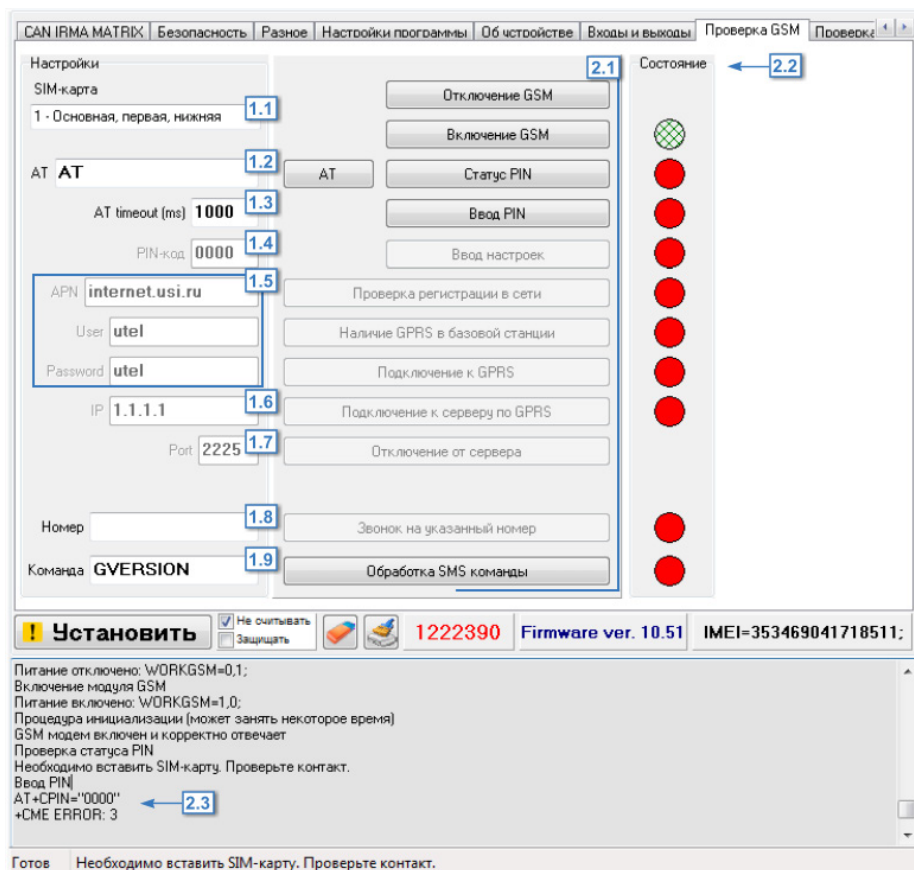 CAN IRMA MATRIX Безопасность Разное Настройки программы Об устройстве Входы и выходы Проверка GSM Проверка
Настройки 2.1 Состояние 2.2
SIM-карта Отключение GSM
1 - Основная, первая, нижняя 1.1
Включение GSM
AT AT 1.2 AT Статус PIN
AT timeout (ms) 1000 1.3 Ввод PIN
PIN-код 0000 1.4 Ввод настроек
APN internet.usi.ru 1.5 Проверка регистрации в сети
User utel Наличие GPRS в базовой станции
Password utel Подключение к GPRS
IP 1.1.1.1 1.6 Подключение к серверу по GPRS
Port 2225 1.7 Отключение от сервера
Номер 1.8 Звонок на указанный номер
Команда GVERSION 1.9 Обработка SMS команды
! Установить Не считывать 1222390 Firmware ver. 10.51 IMEI=353469041718511;
Защищать
Питание отключено: WORKGSM=0,1;
Включение модуля GSM
Питание включено: WORKGSM=1,0;
Процедура инициализации (может занять некоторое время)
GSM модем включен и корректно отвечает
Проверка статуса PIN
Необходимо вставить SIM-карту. Проверьте контакт.
Ввод PIN
AT+CPIN="0000" 2.3
+CME ERROR: 3
Готов Необходимо вставить SIM-карту. Проверьте контакт.